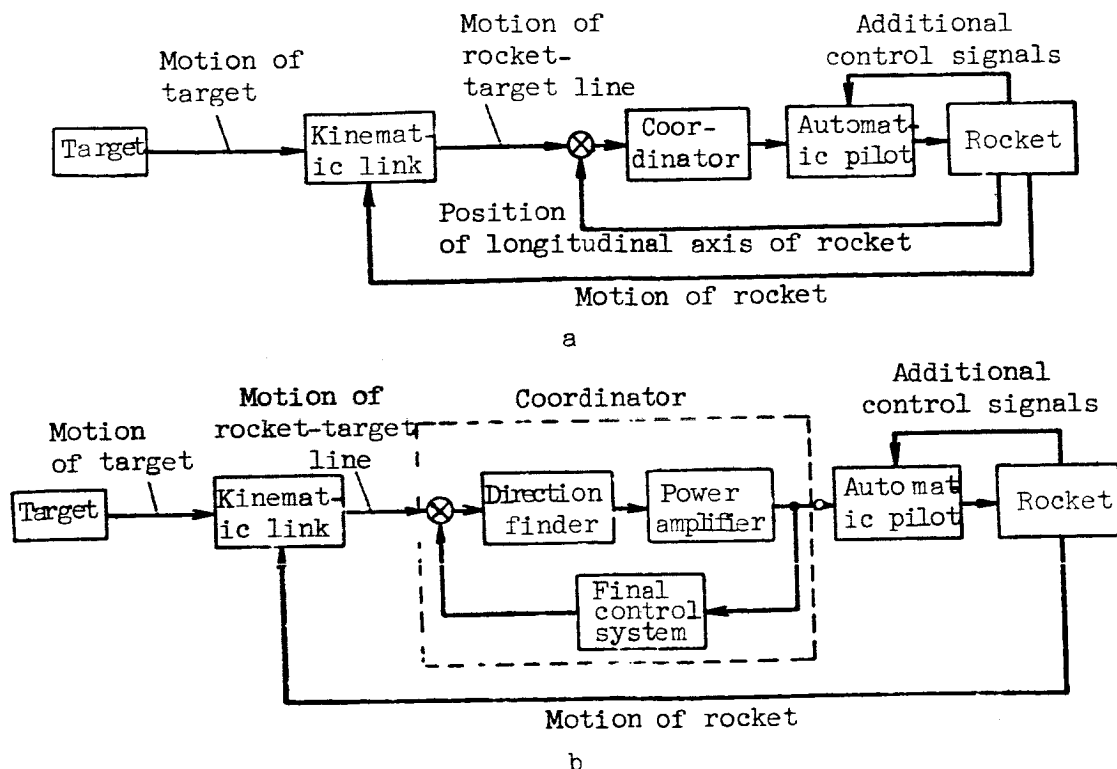 Motion of
target
Motion of
rocket-
target line
Additional
control signals
Target
Kinemat-
ic link
Coor-
dinator
Automat-
ic pilot
Rocket
Position
of longitudinal axis of rocket
Motion of rocket
a
Motion
of target
Motion of
rocket-target
line
Coordinator
Additional
control signals
Target
Kinemat-
ic link
Direction
finder
Power
amplifier
Automat-
ic pilot
Rocket
Final
control
system
Motion of rocket
b